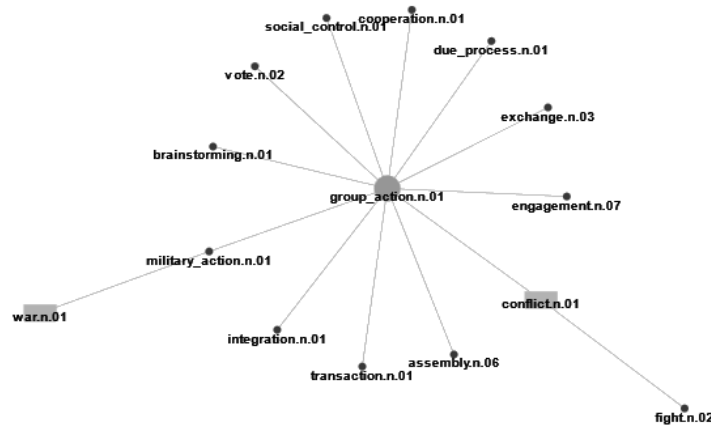 cooperation.n.01
social_control.n.01
due_process.n.01
vote.n.02
exchange.n.03
brainstorming.n.01
group_action.n.01
engagement.n.07
military_action.n.01
conflict.n.01
war.n.01
integration.n.01
assembly.n.06
transaction.n.01
fight.n.02